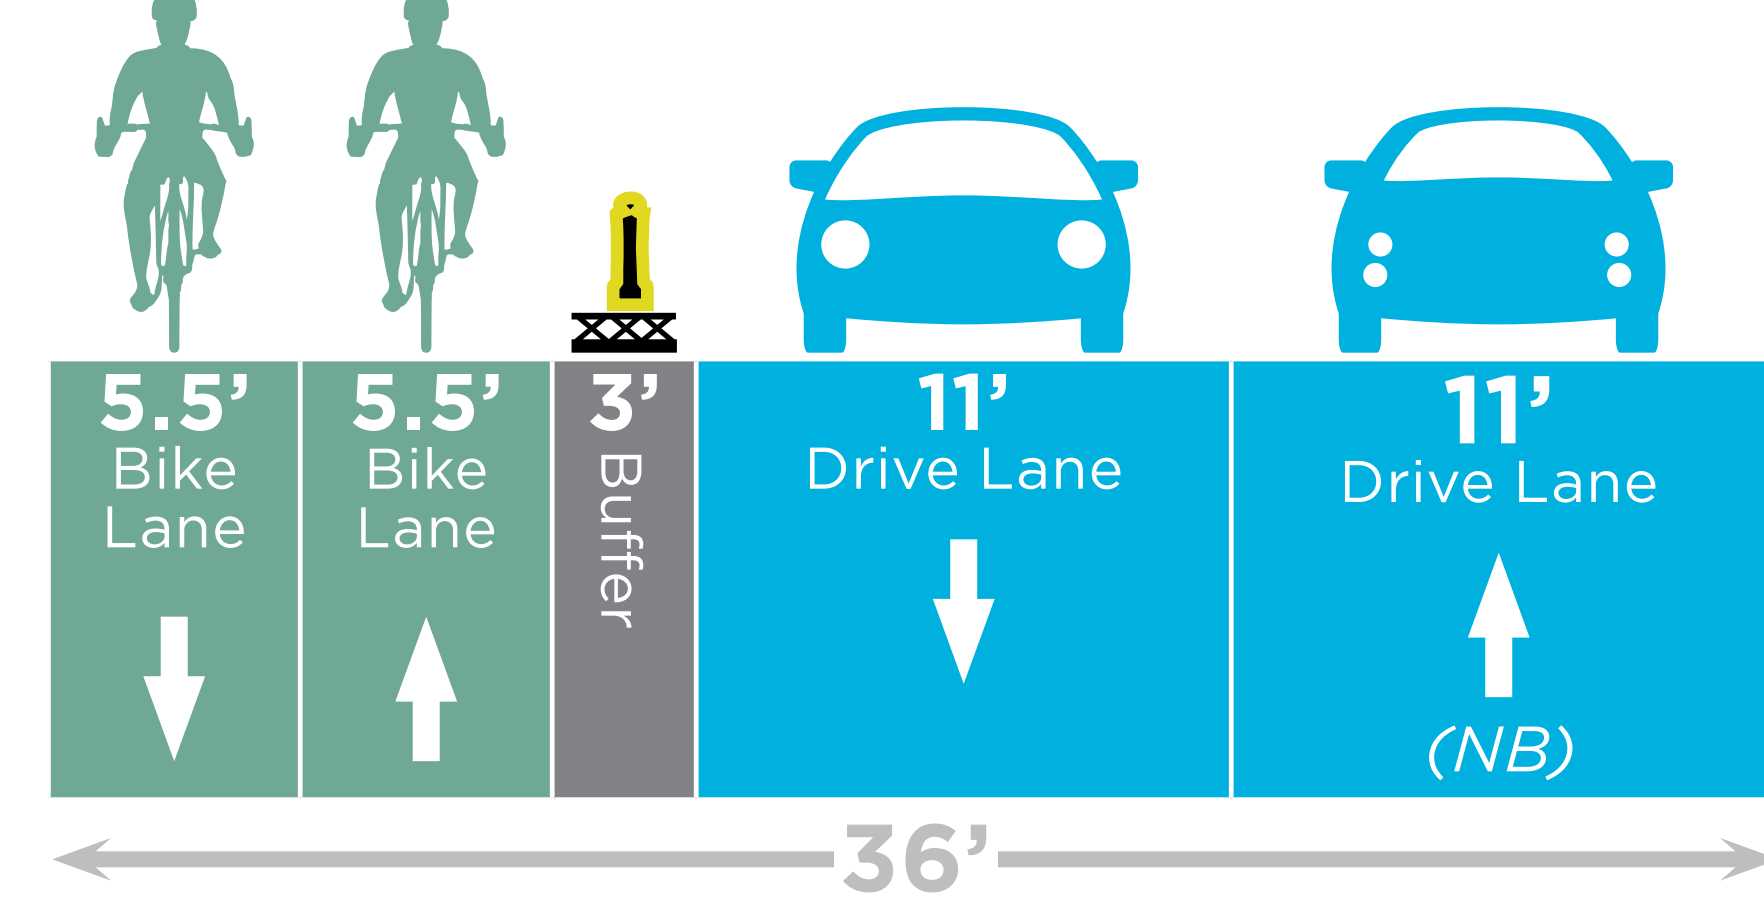 5.5’
Bike
Lane
5.5’
Bike
Lane
3’
Buffer
11’
Drive Lane
11’
Drive Lane
(NB)
36’